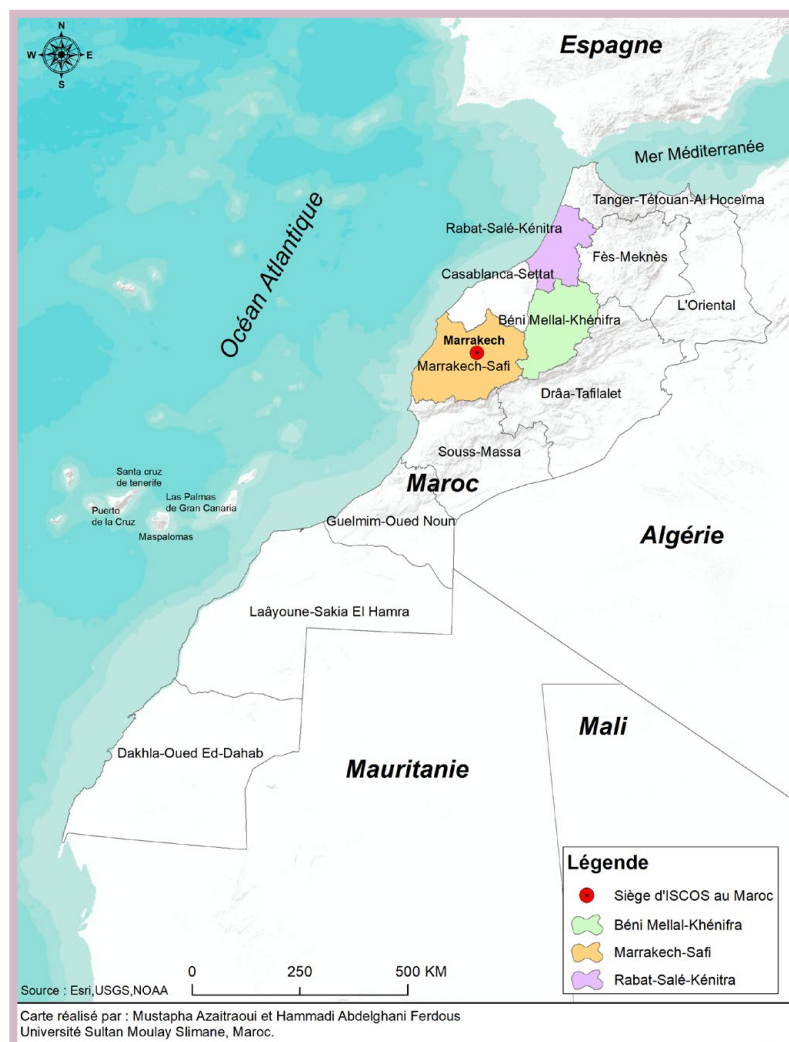 N
W
E
S
Espagne
Mer Méditerranée
Océan Atlantique
Tanger-Tétouan-Al Hoceïma
Rabat-Salé-Kénitra
Fès-Meknès
Casablanca-Settat
L'Oriental
Béni Mellal-Khénifra
Marrakech
Marrakech-Safi
Drâa-Tafilalet
Souss-Massa
Maroc
Santa cruz
de tenerife
Las Palmas
de Gran Canaria
Puerto
de la Cruz
Maspalomas
Guelmim-Oued Noun
Algérie
Laâyoune-Sakia El Hamra
Mali
Dakhla-Oued Ed-Dahab
Mauritanie
Légende
Siège d'ISCOS au Maroc
Béni Mellal-Khénifra
Marrakech-Safi
Rabat-Salé-Kénitra
0 250 500 KM
Source : Esri,USGS,NOAA
Carte réalisé par : Mustapha Azaitraoui et Hammadi Abdelghani Ferdous
Université Sultan Moulay Slimane, Maroc.